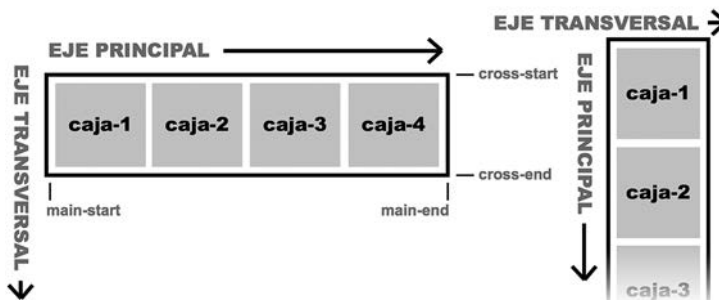 EJE PRINCIPAL
EJE TRANSVERSAL
caja-1 caja-2 caja-3 caja-4
cross-start
cross-end
main-start
main-end
EJE TRANSVERSAL
EJE PRINCIPAL
caja-1
caja-2
caja-3